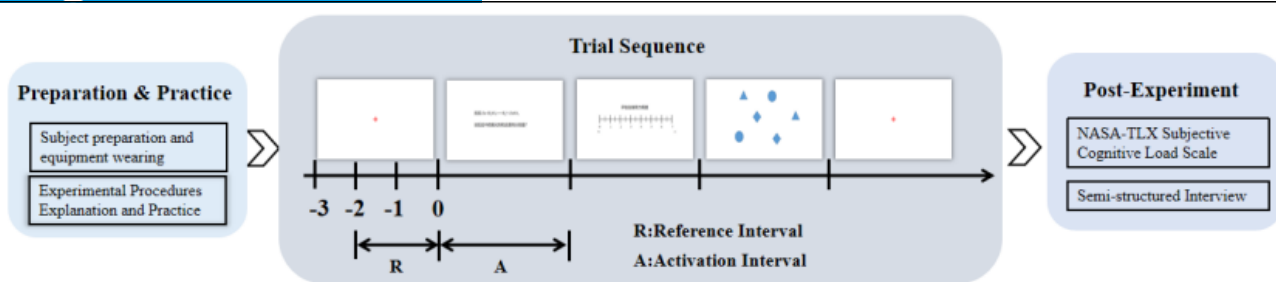 Trial Sequence
Preparation & Practice
Subject preparation and
equipment wearing
Experimental Procedures
Explanation and Practice
-3 -2 -1 0
R A
R:Reference Interval
A:Activation Interval
Post-Experiment
NASA-TLX Subjective
Cognitive Load Scale
Semi-structured Interview